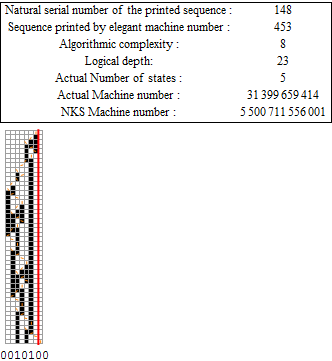 Natural serial number of the printed sequence : 148
Sequence printed by elegant machine number : 453
Algorithmic complexity : 8
Logical depth: 23
Actual Number of states : 5
Actual Machine number : 31 399 659 414
NKS Machine number : 5 500 711 556 001
0010100